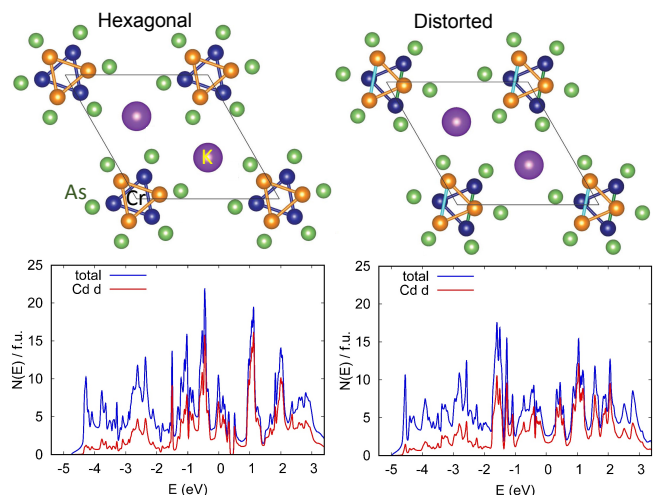 Hexagonal
Distorted
K
As
Cr
25
20
15
10
5
0
N(E) / f.u.
total
Cd d
-5 -4 -3 -2 -1 0 1 2 3
E (eV)
25
20
15
10
5
0
N(E) / f.u.
total
Cd d
-5 -4 -3 -2 -1 0 1 2 3
E (eV)